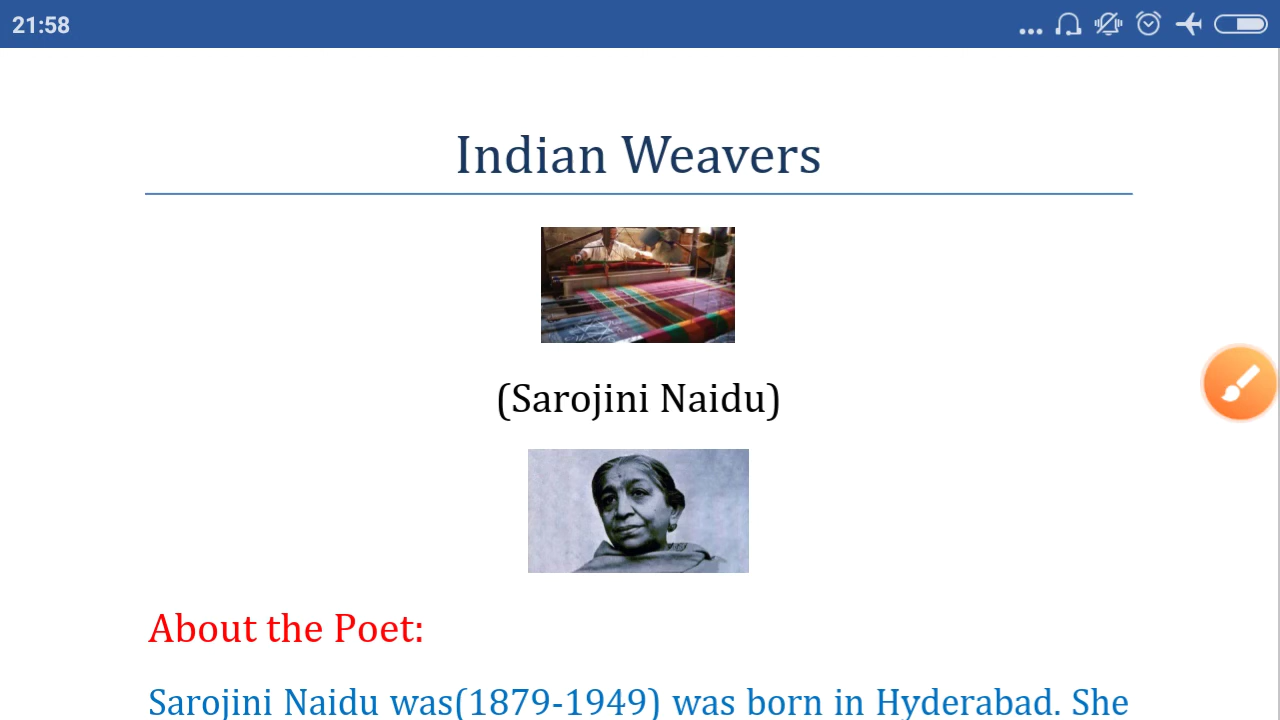 21:58
Indian Weavers
(Sarojini Naidu)
About the Poet:
Sarojini Naidu was(1879-1949) was born in Hyderabad. She